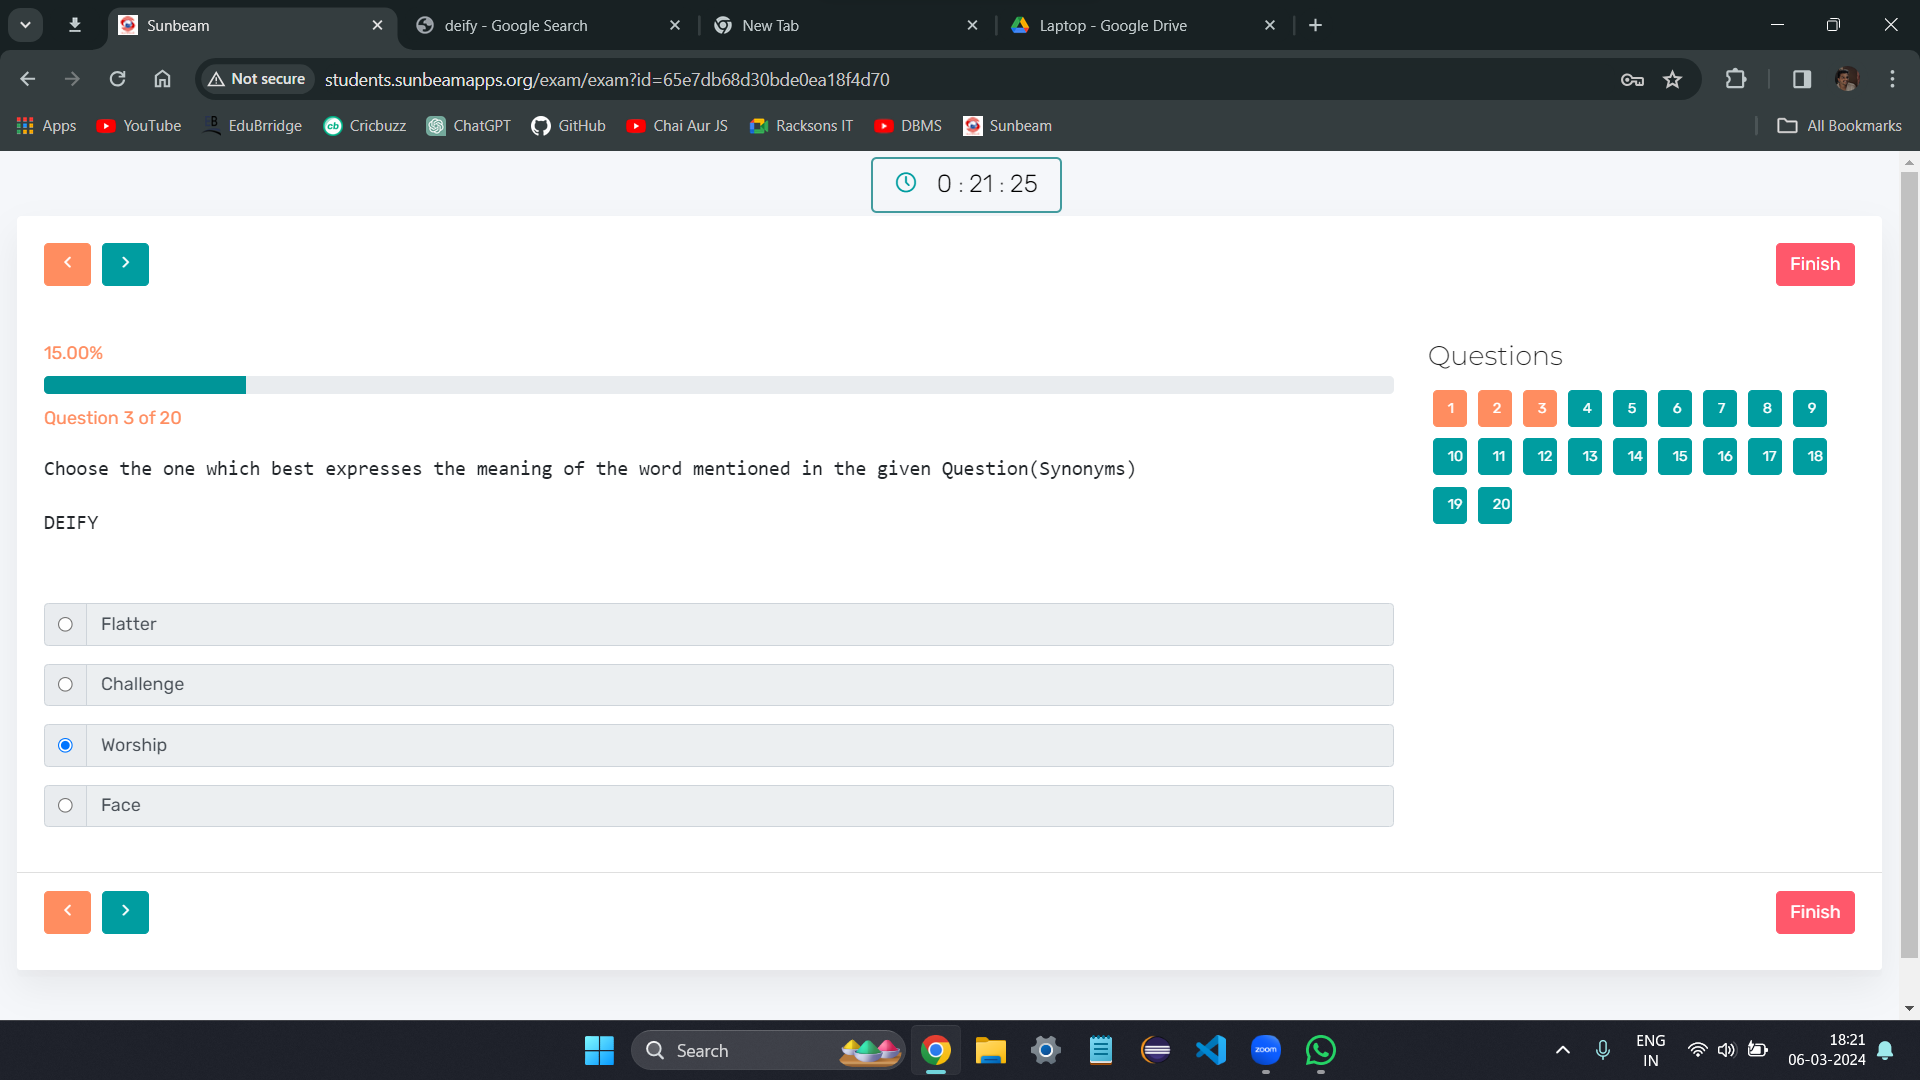 Sunbeam
deify - Google Search
New Tab
Laptop - Google Drive
Not secure
students.sunbeamapps.org/exam/exam?id=65e7db68d30bde0ea18f4d70
Apps
YouTube
EduBrridge
Cricbuzz
ChatGPT
GitHub
Chai Aur JS
Racksons IT
DBMS
Sunbeam
All Bookmarks
0 : 21 : 25
Finish
15.00%
Question 3 of 20
Choose the one which best expresses the meaning of the word mentioned in the given Question(Synonyms)
DEIFY
Flatter
Challenge
Worship
Face
Questions
1 2 3 4 5 6 7 8 9
10 11 12 13 14 15 16 17 18
19 20
Finish
Search
zoom
ENG
IN
18:21
06-03-2024